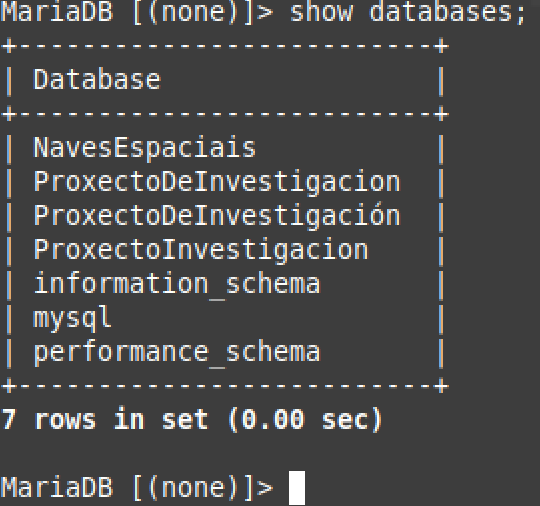 MariaDB [(none)]> show databases;
+--------------------------+
| Database                 |
+--------------------------+
| NavesEspaciais           |
| ProxectoDeInvestigacion  |
| ProxectoDeInvestigación  |
| ProxectoInvestigacion    |
| information_schema       |
| mysql                    |
| performance_schema       |
+--------------------------+
7 rows in set (0.00 sec)
MariaDB [(none)]>